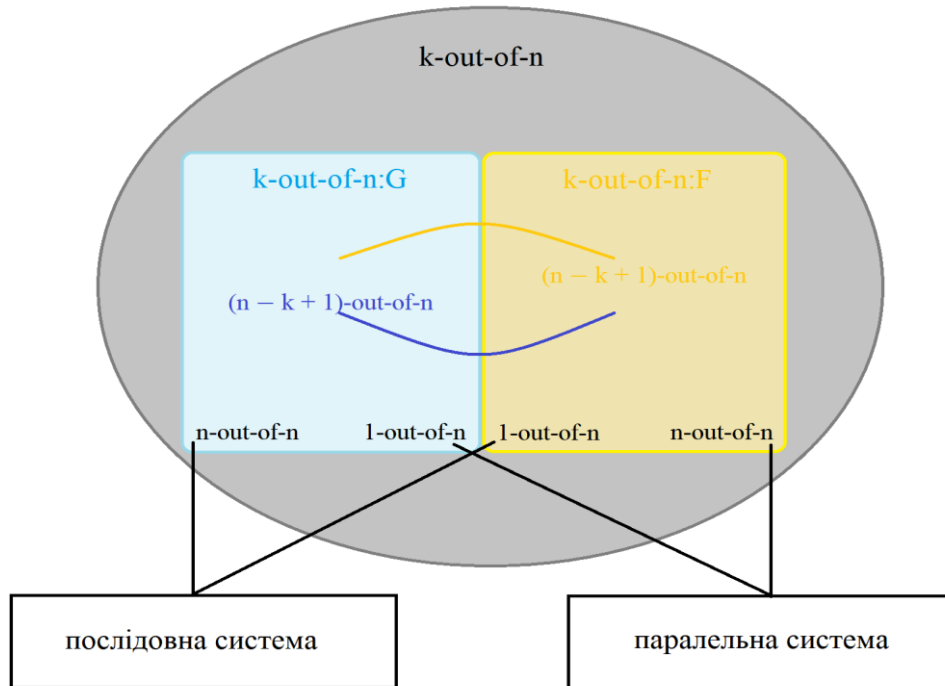 k-out-of-n
k-out-of-n:G
k-out-of-n:F
(n − k + 1)-out-of-n
(n − k + 1)-out-of-n
n-out-of-n
1-out-of-n
1-out-of-n
n-out-of-n
послідовна система
паралельна система